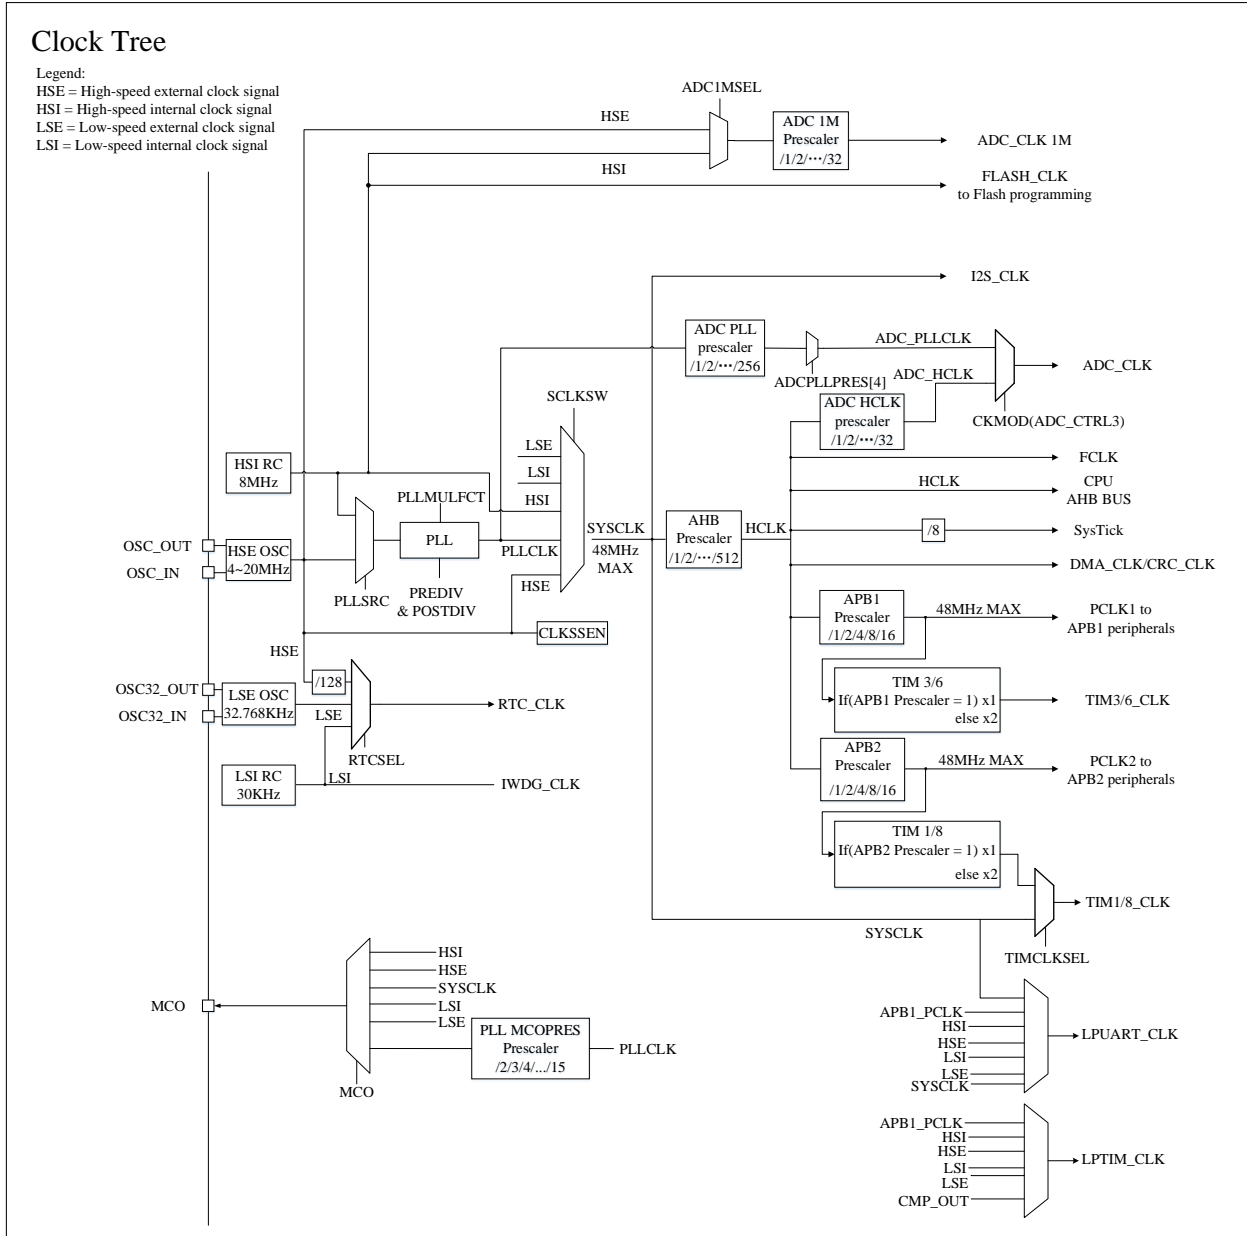 Clock Tree
Legend:
HSE = High-speed external clock signal
HSI = High-speed internal clock signal
LSE = Low-speed external clock signal
LSI = Low-speed internal clock signal
ADC1MSEL
HSE
ADC 1M
Prescaler
/1/2/···/32
ADC_CLK 1M
HSI
FLASH_CLK
to Flash programming
I2S_CLK
ADC PLL
prescaler
/1/2/···/256
ADC_PLLCLK
ADCPLLPRES[4]
ADC_HCLK
ADC_CLK
CKMOD(ADC_CTRL3)
ADC HCLK
prescaler
/1/2/···/32
SCLKSW
LSE
LSI
HSI
PLLCLK
HSE
HSI RC
8MHz
PLLMULFCT
PLL
PREDIV
& POSTDIV
PLLSRC
OSC_OUT
OSC_IN
HSE OSC
4~20MHz
SYSCLK
48MHz
MAX
AHB
Prescaler
/1/2/···/512
HCLK
FCLK
HCLK
CPU
AHB BUS
/8
SysTick
DMA_CLK/CRC_CLK
APB1
Prescaler
/1/2/4/8/16
48MHz MAX
PCLK1 to
APB1 peripherals
CLKSSEN
HSE
/128
OSC32_OUT
OSC32_IN
LSE OSC
32.768KHz
LSE
RTC_CLK
RTCSEL
LSI RC
30KHz
LSI
IWDG_CLK
TIM 3/6
If(APB1 Prescaler = 1) x1
else x2
TIM3/6_CLK
APB2
Prescaler
/1/2/4/8/16
48MHz MAX
PCLK2 to
APB2 peripherals
TIM 1/8
If(APB2 Prescaler = 1) x1
else x2
TIM1/8_CLK
SYSCLK
TIMCLKSEL
MCO
HSI
HSE
SYSCLK
LSI
LSE
PLL MCOPRES
Prescaler
/2/3/4/.../15
PLLCLK
MCO
APB1_PCLK
HSI
HSE
LSI
LSE
SYSCLK
LPUART_CLK
APB1_PCLK
HSI
HSE
LSI
LSE
CMP_OUT
LPTIM_CLK